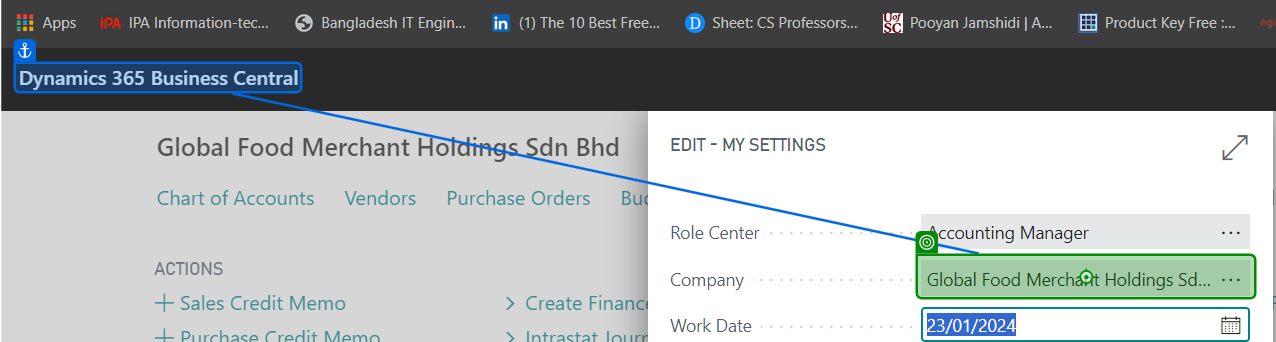 Apps IPA IPA Information-tec... Bangladesh IT Engin... in (1) The 10 Best Free... D Sheet: CS Professors... UofSC Pooyan Jamshidi | A... Product Key Free :... ngi
Dynamics 365 Business Central
Global Food Merchant Holdings Sdn Bhd
EDIT - MY SETTINGS
Chart of Accounts Vendors Purchase Orders Bud
Role Center Accounting Manager ...
ACTIONS
Company Global Food Merchant Holdings Sd... ...
+ Sales Credit Memo > Create Finance
Work Date 23/01/2024
+ Purchase Credit Memo > Intrastat Journ